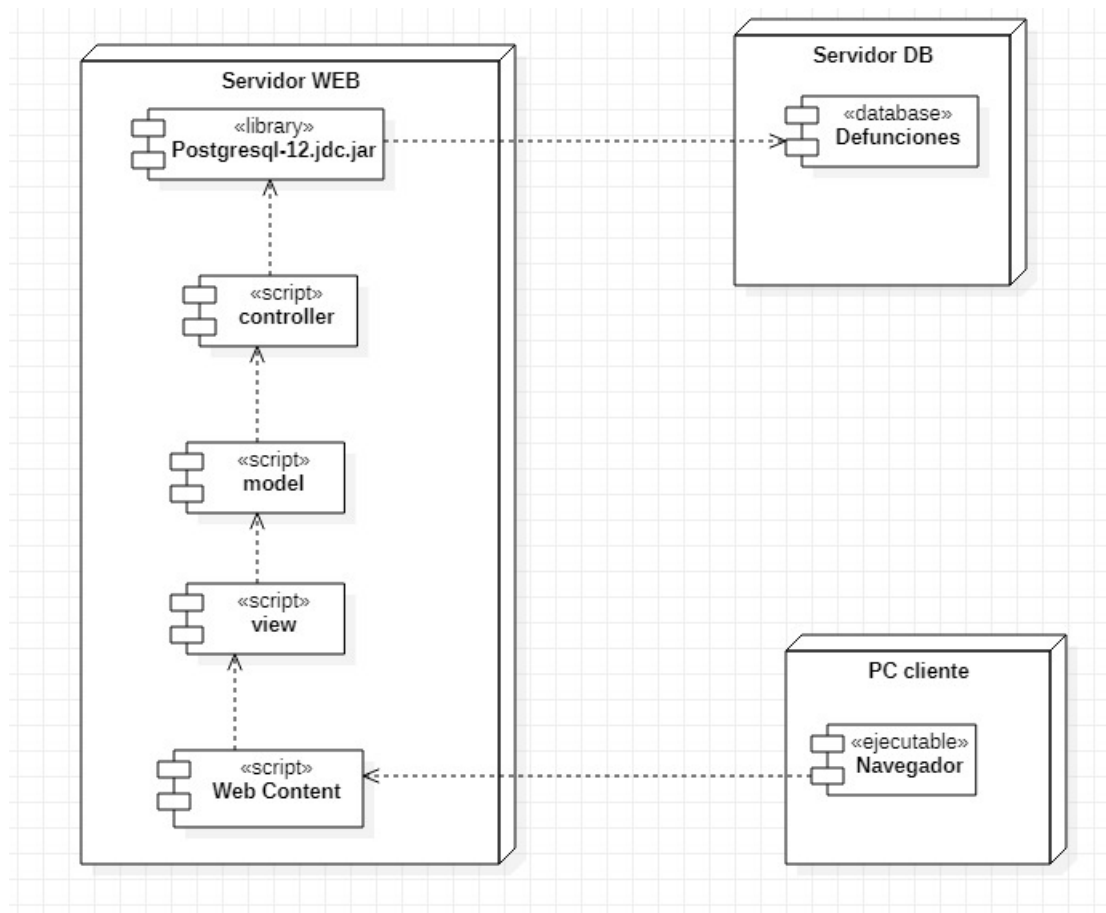 Servidor WEB
«library»
Postgresql-12.jdc.jar
«script»
controller
«script»
model
«script»
view
«script»
Web Content
Servidor DB
«database»
Defunciones
PC cliente
«ejecutable»
Navegador